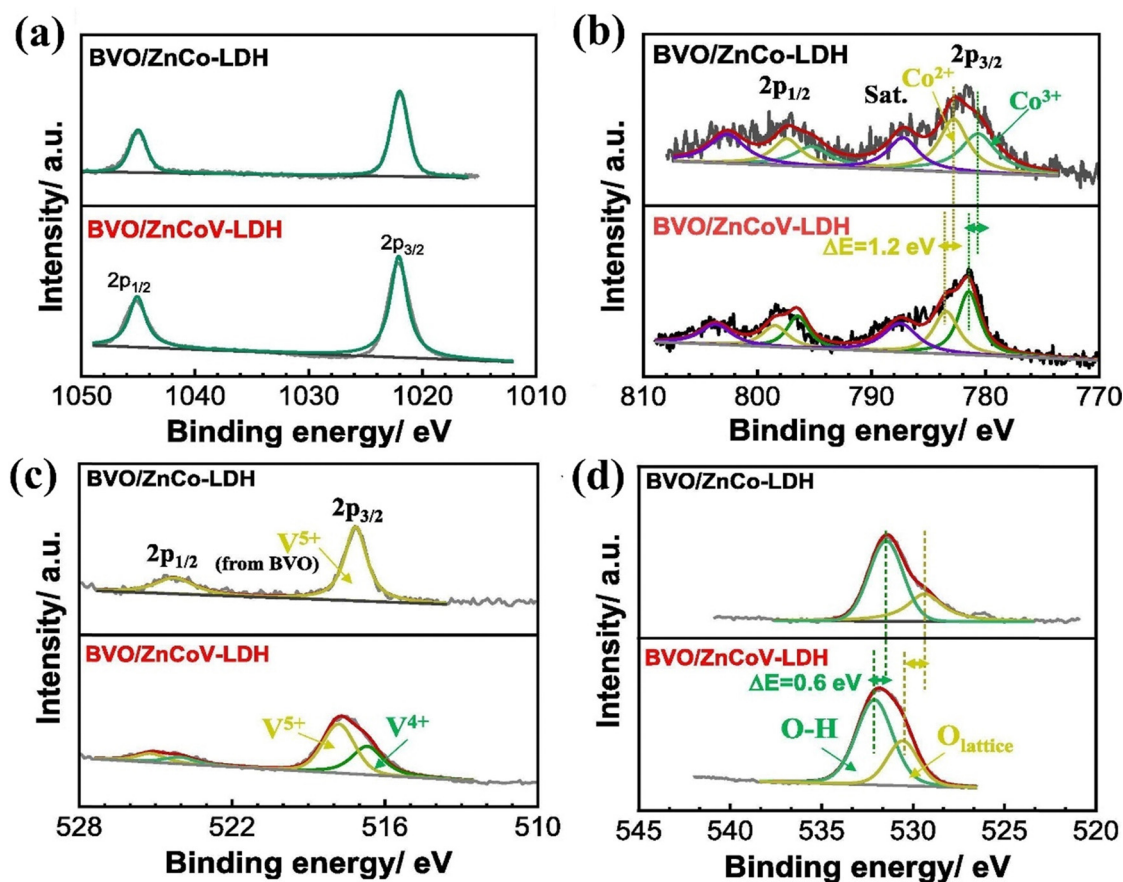 (a)
BVO/ZnCo-LDH
BVO/ZnCoV-LDH
2p1/2
2p3/2
Intensity/ a.u.
1050 1040 1030 1020 1010
Binding energy/ eV
(b)
BVO/ZnCo-LDH
2p1/2
Sat.
Co2+
2p3/2
Co3+
BVO/ZnCoV-LDH
ΔE=1.2 eV
Intensity/ a.u.
810 800 790 780 770
Binding energy/ eV
(c)
BVO/ZnCo-LDH
2p1/2
(from BVO)
V5+
2p3/2
BVO/ZnCoV-LDH
V5+
V4+
Intensity/ a.u.
528 522 516 510
Binding energy/ eV
(d)
BVO/ZnCo-LDH
BVO/ZnCoV-LDH
ΔE=0.6 eV
O-H
Olattice
Intensity/ a.u.
545 540 535 530 525 520
Binding energy/ eV